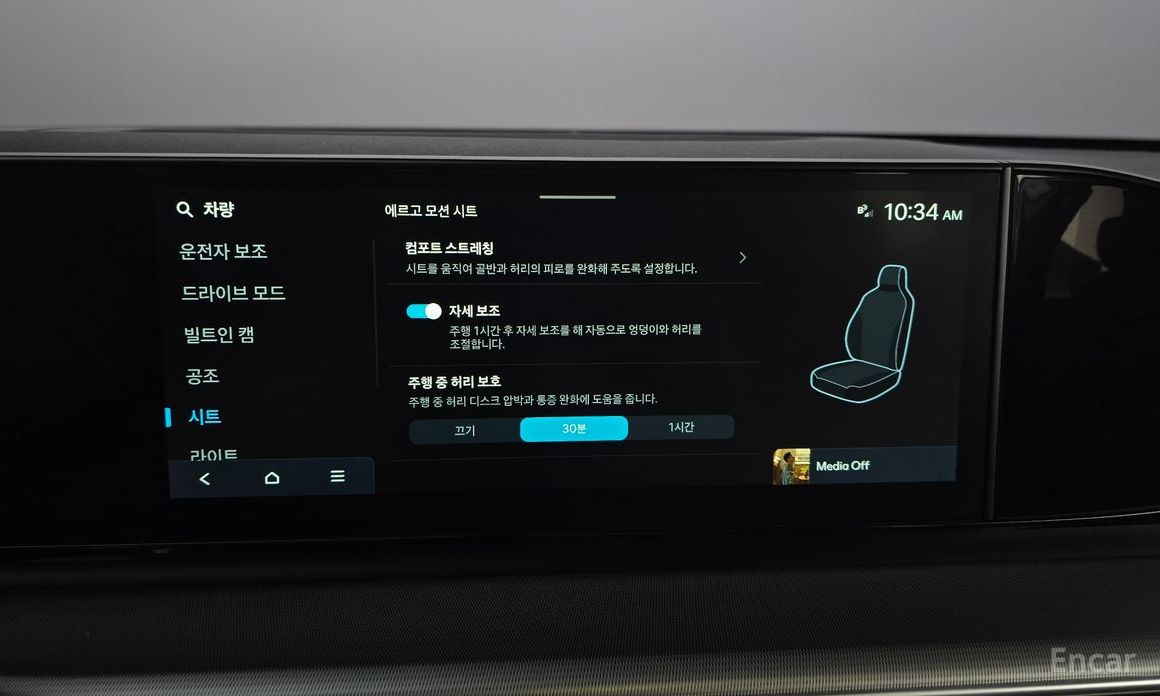 차량
운전자 보조
드라이브 모드
빌트인 캠
공조
시트
라이트
에르고 모션 시트
컴포트 스트레칭
시트를 움직여 골반과 허리의 피로를 완화해 주도록 설정합니다.
자세 보조
주행 1시간 후 자세 보조를 해 자동으로 엉덩이와 허리를
조절합니다.
주행 중 허리 보호
주행 중 허리 디스크 압박과 통증 완화에 도움을 줍니다.
끄기 30분 1시간
10:34 AM
Media Off
Encar